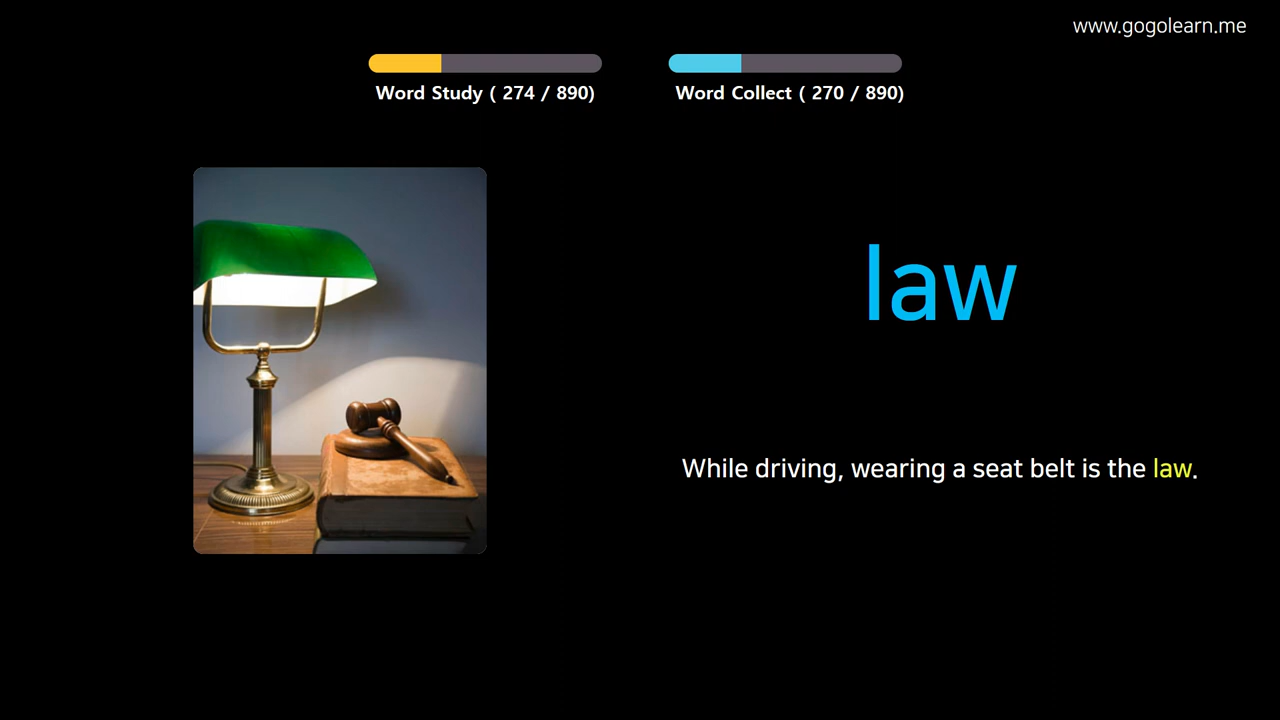 www.gogolearn.me
Word Study ( 274 / 890)
Word Collect ( 270 / 890)
law
While driving, wearing a seat belt is the law.